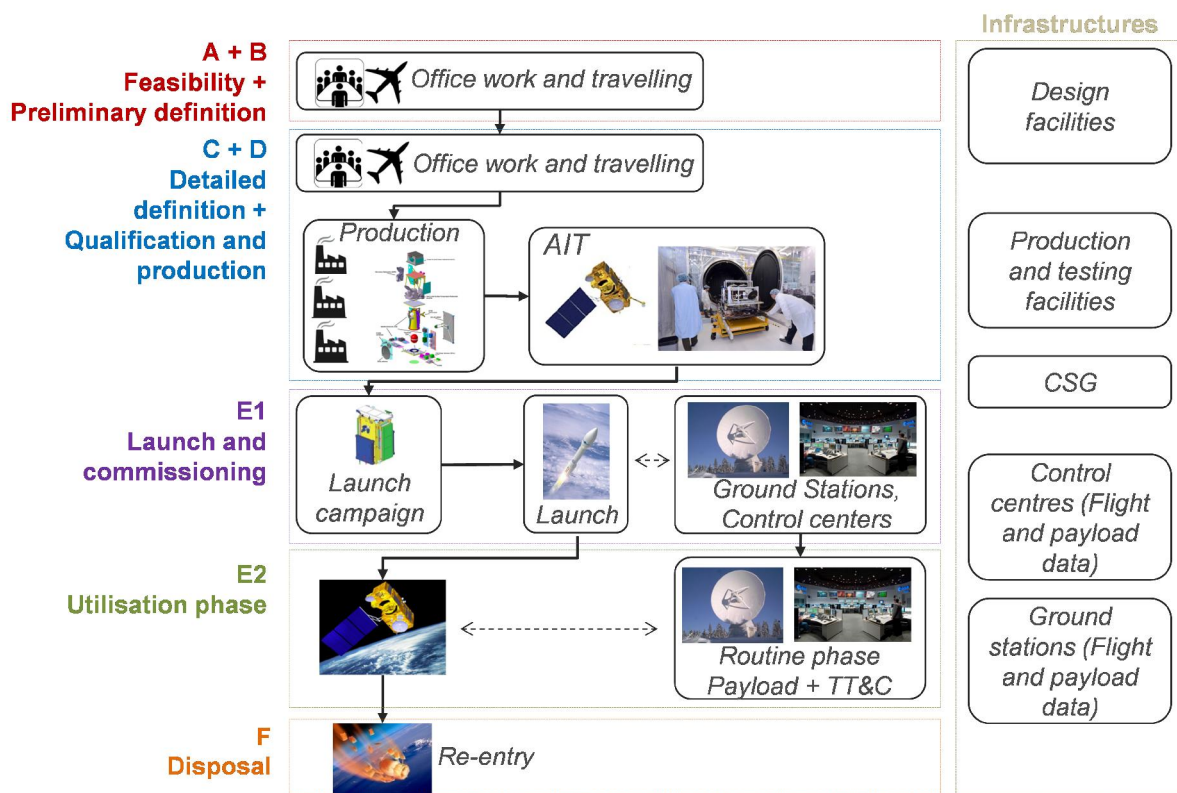 Infrastructures
A + B
Feasibility +
Preliminary definition
Office work and travelling
Design
facilities
C + D
Detailed
definition +
Qualification and
production
Office work and travelling
Production
AIT
Production
and testing
facilities
CSG
E1
Launch and
commissioning
Launch
campaign
Launch
Ground Stations,
Control centers
Control
centres (Flight
and payload
data)
E2
Utilisation phase
Routine phase
Payload + TT&C
Ground
stations (Flight
and payload
data)
F
Disposal
Re-entry